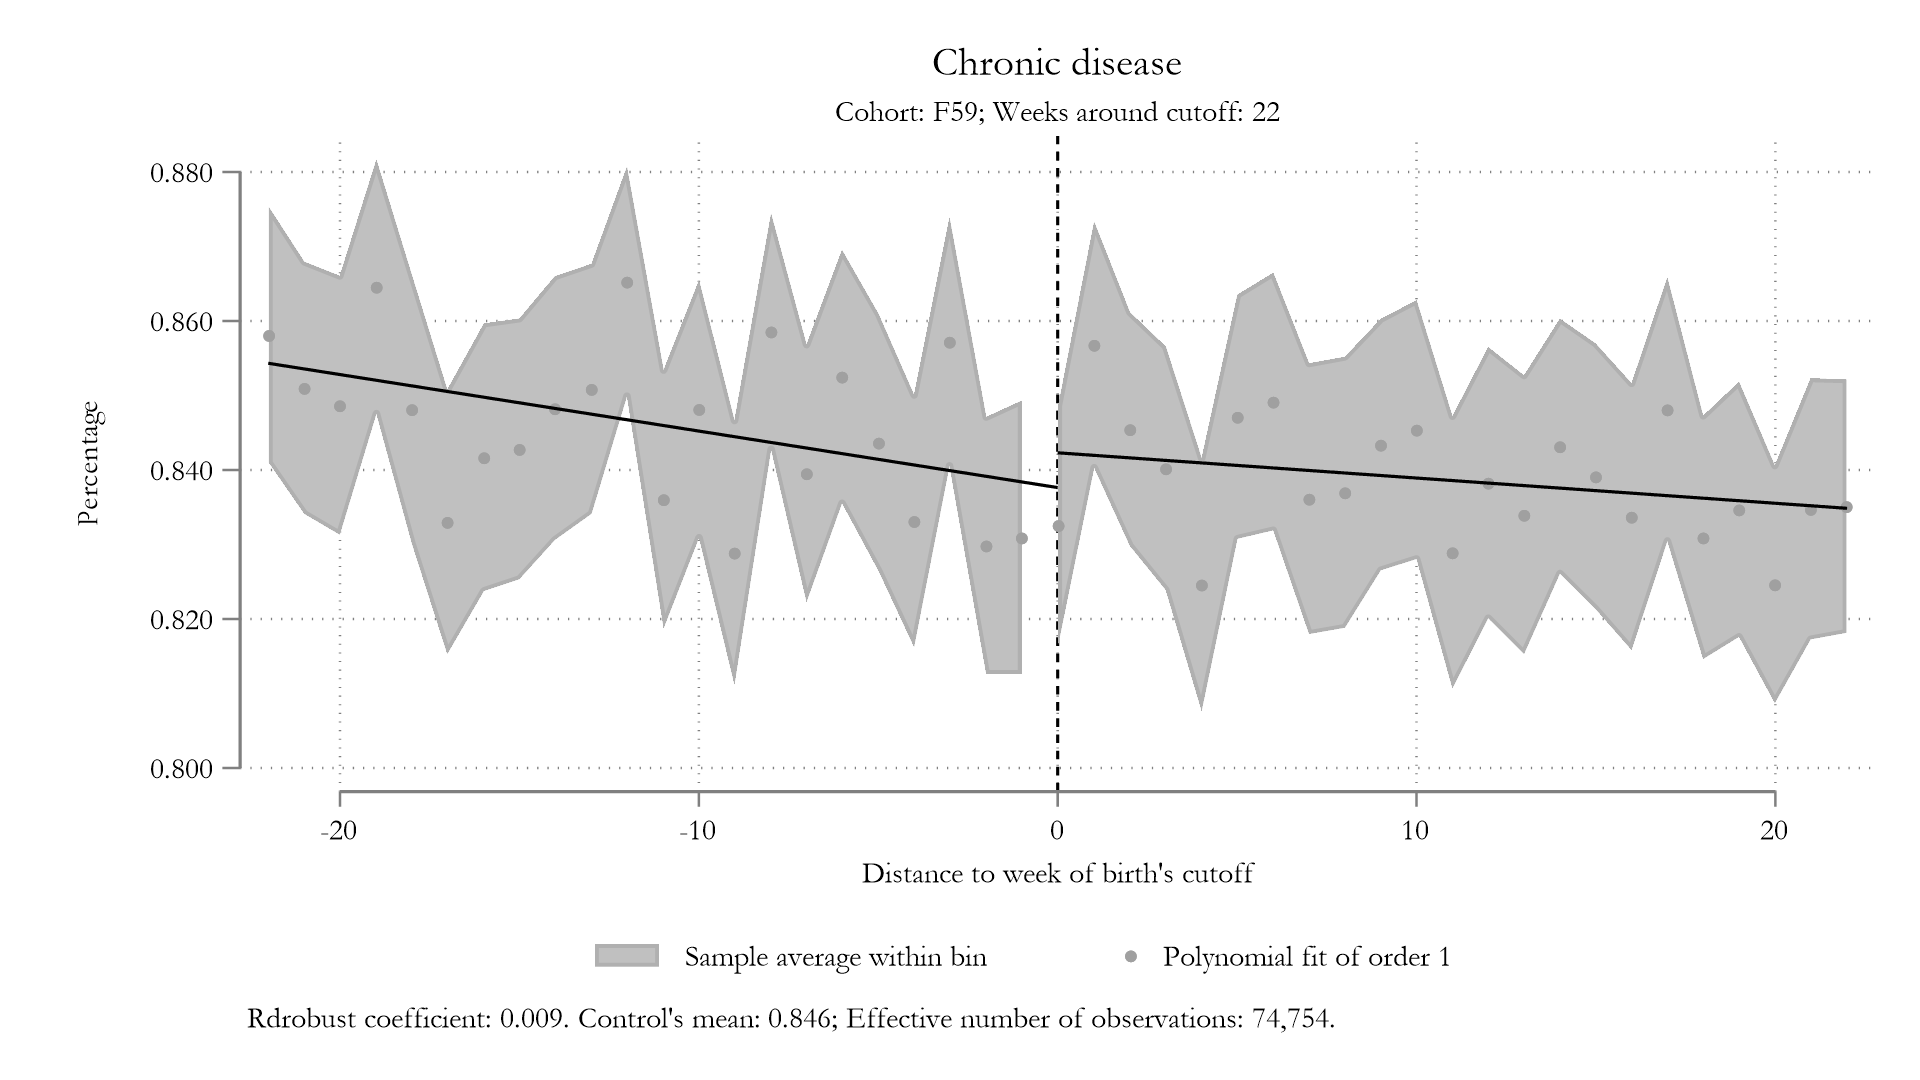 Chronic disease
Cohort: F59; Weeks around cutoff: 22
0.880
0.860
0.840
0.820
0.800
Percentage
-20 -10 0 10 20
Distance to week of birth's cutoff
Sample average within bin Polynomial fit of order 1
Rdrobust coefficient: 0.009. Control's mean: 0.846; Effective number of observations: 74,754.